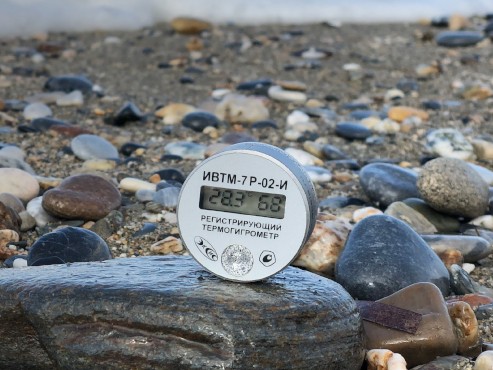 ИВТМ-7 Р-02-И
28.3 68
РЕГИСТРИРУЮЩИЙ
ТЕРМОГИГРОМЕТР